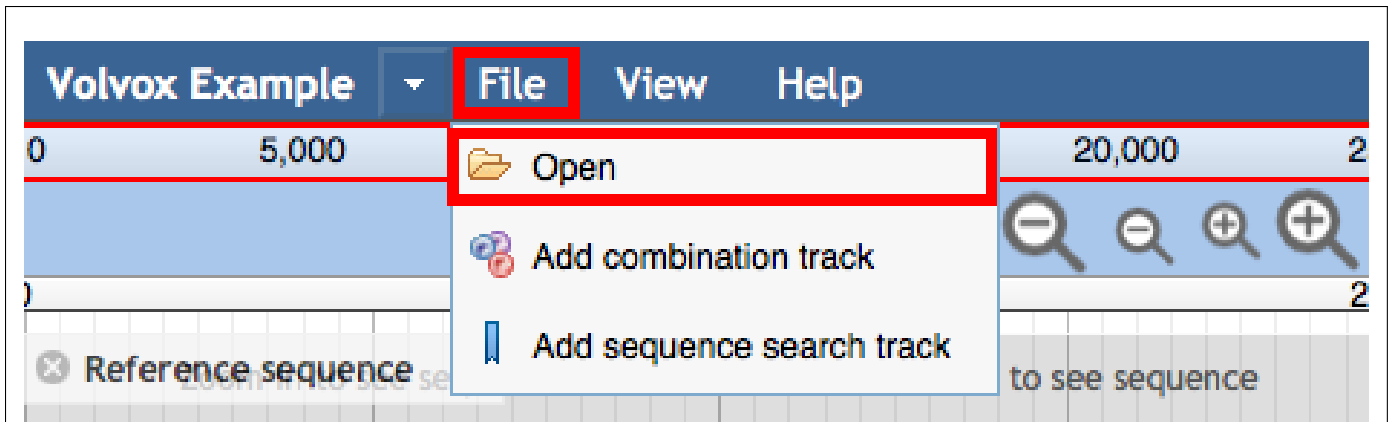 Volvox Example File View Help
0 5,000 20,000 2
Open
Add combination track
2
Add sequence search track
Reference sequence to see sequence